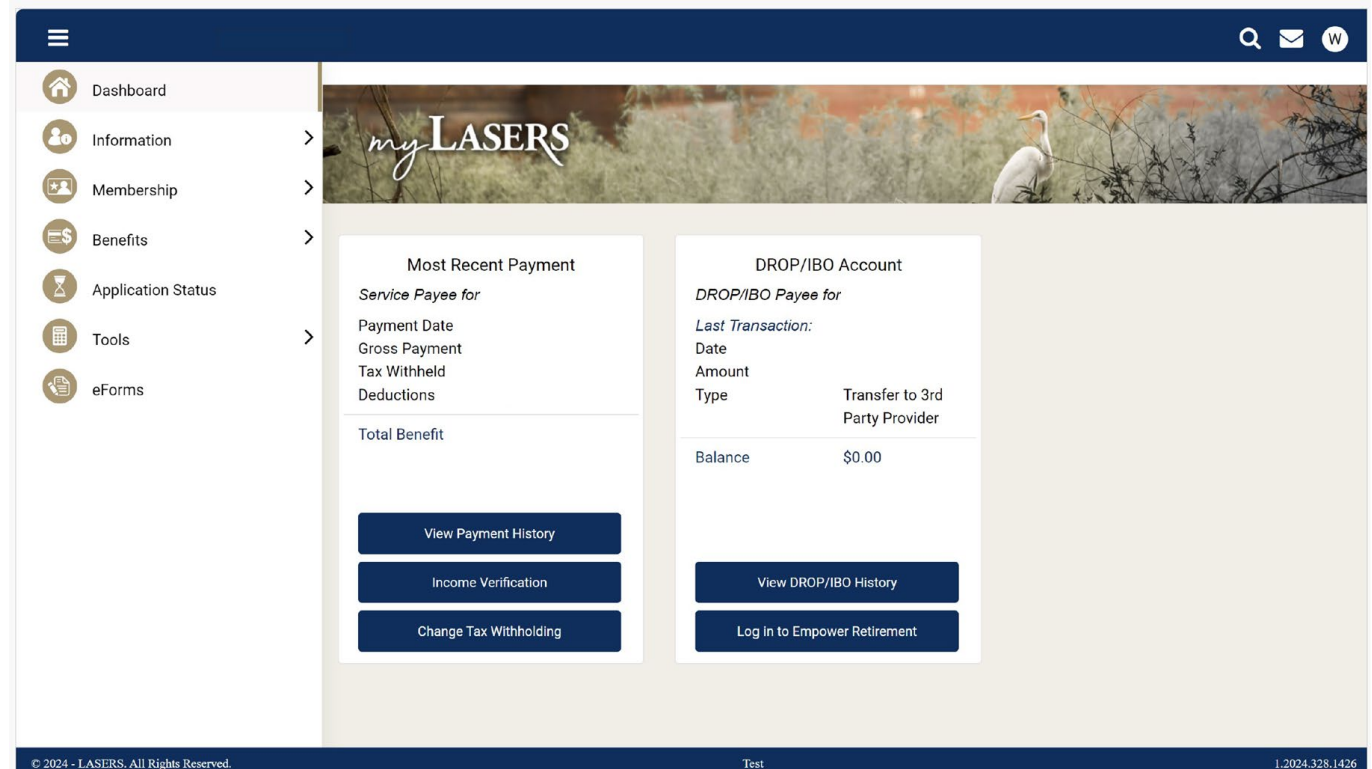 W
Dashboard
Information
Membership
Benefits
Application Status
Tools
eForms
my LASERS
Most Recent Payment
Service Payee for
Payment Date
Gross Payment
Tax Withheld
Deductions
Total Benefit
View Payment History
Income Verification
Change Tax Withholding
DROP/IBO Account
DROP/IBO Payee for
Last Transaction:
Date
Amount
Type Transfer to 3rd
Party Provider
Balance $0.00
View DROP/IBO History
Log in to Empower Retirement
© 2024 - LASERS. All Rights Reserved. Test 1.2024.328.1426